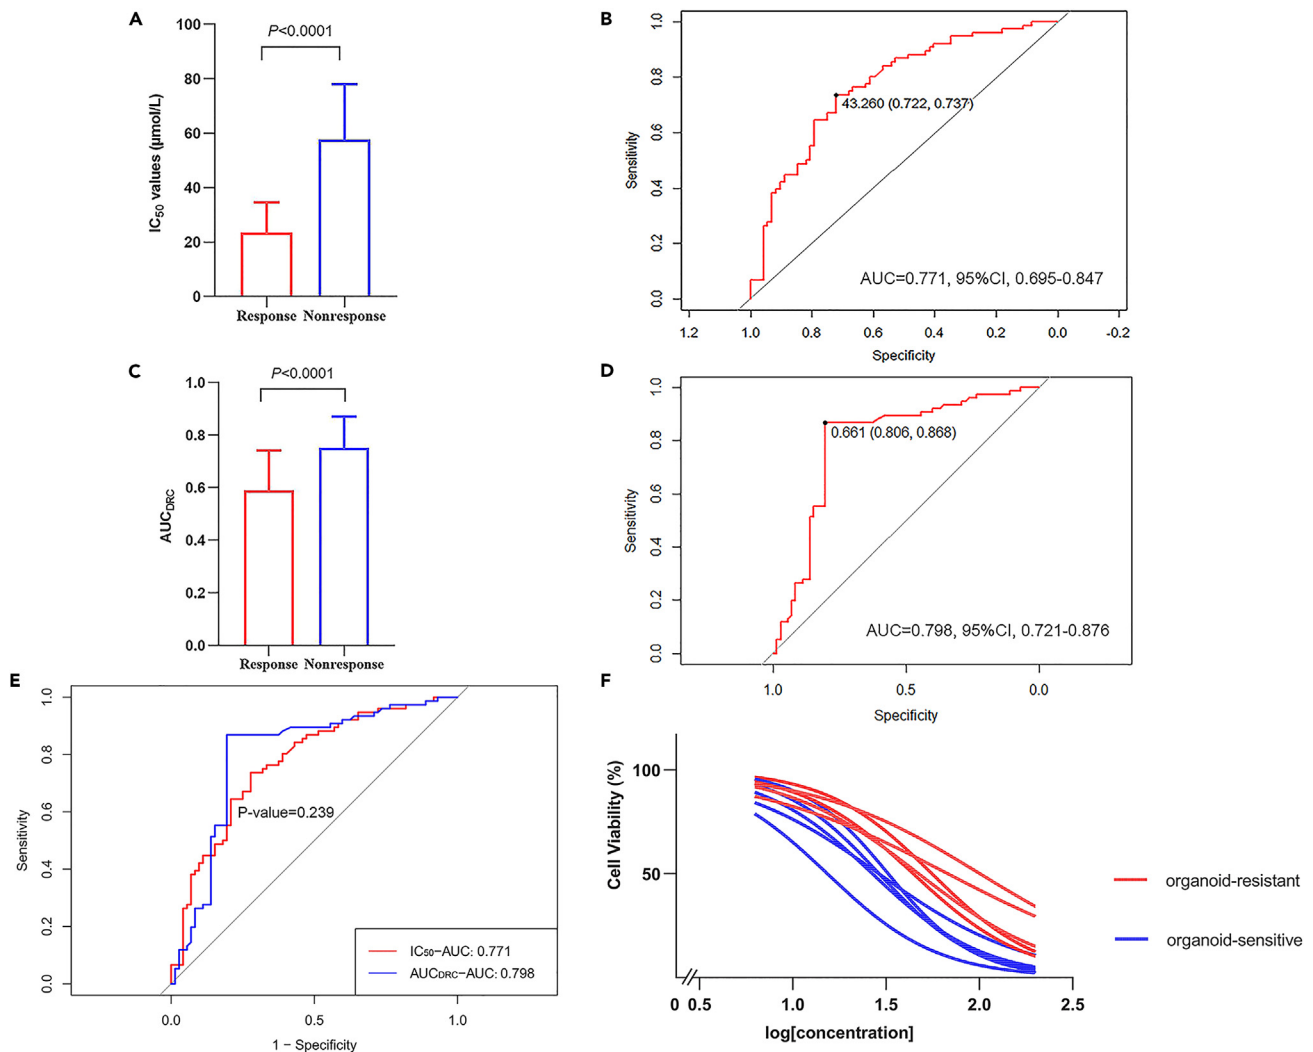 A
P<0.0001
IC50 values (μmol/L)
100
80
60
40
20
0
Response Nonresponse
B
Sensitivity
1.0
0.8
0.6
0.4
0.2
0.0
43.260 (0.722, 0.737)
AUC=0.771, 95%CI, 0.695-0.847
1.2 1.0 0.8 0.6 0.4 0.2 0.0 -0.2
Specificity
C
P<0.0001
AUCDRC
1.0
0.8
0.6
0.4
0.2
0.0
Response Nonresponse
D
Sensitivity
1.0
0.8
0.6
0.4
0.2
0.0
0.661 (0.806, 0.868)
AUC=0.798, 95%CI, 0.721-0.876
1.0 0.5 0.0
Specificity
E
Sensitivity
1.0
0.8
0.6
0.4
0.2
0.0
P-value=0.239
IC50−AUC: 0.771
AUCDRC−AUC: 0.798
0.0 0.5 1.0
1 − Specificity
F
Cell Viability (%)
100
50
0 0.5 1.0 1.5 2.0 2.5
log[concentration]
organoid-resistant
organoid-sensitive